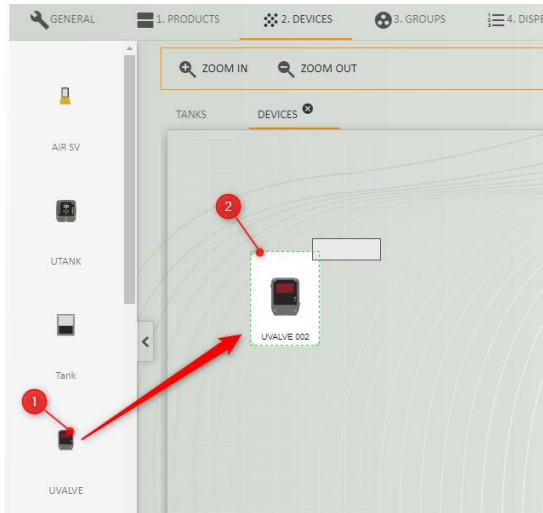 GENERAL
1. PRODUCTS
2. DEVICES
3. GROUPS
4. DISPE
ZOOM IN
ZOOM OUT
TANKS
DEVICES
AIR SV
UTANK
Tank
UVALVE
1
2
UVALVE 002